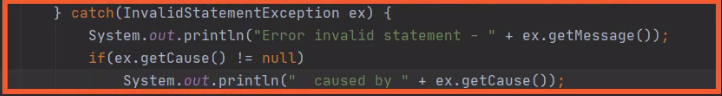 } catch(InvalidStatementException ex) {
System.out.println("Error invalid statement - " + ex.getMessage());
if(ex.getCause() != null)
System.out.println("  caused by " + ex.getCause());